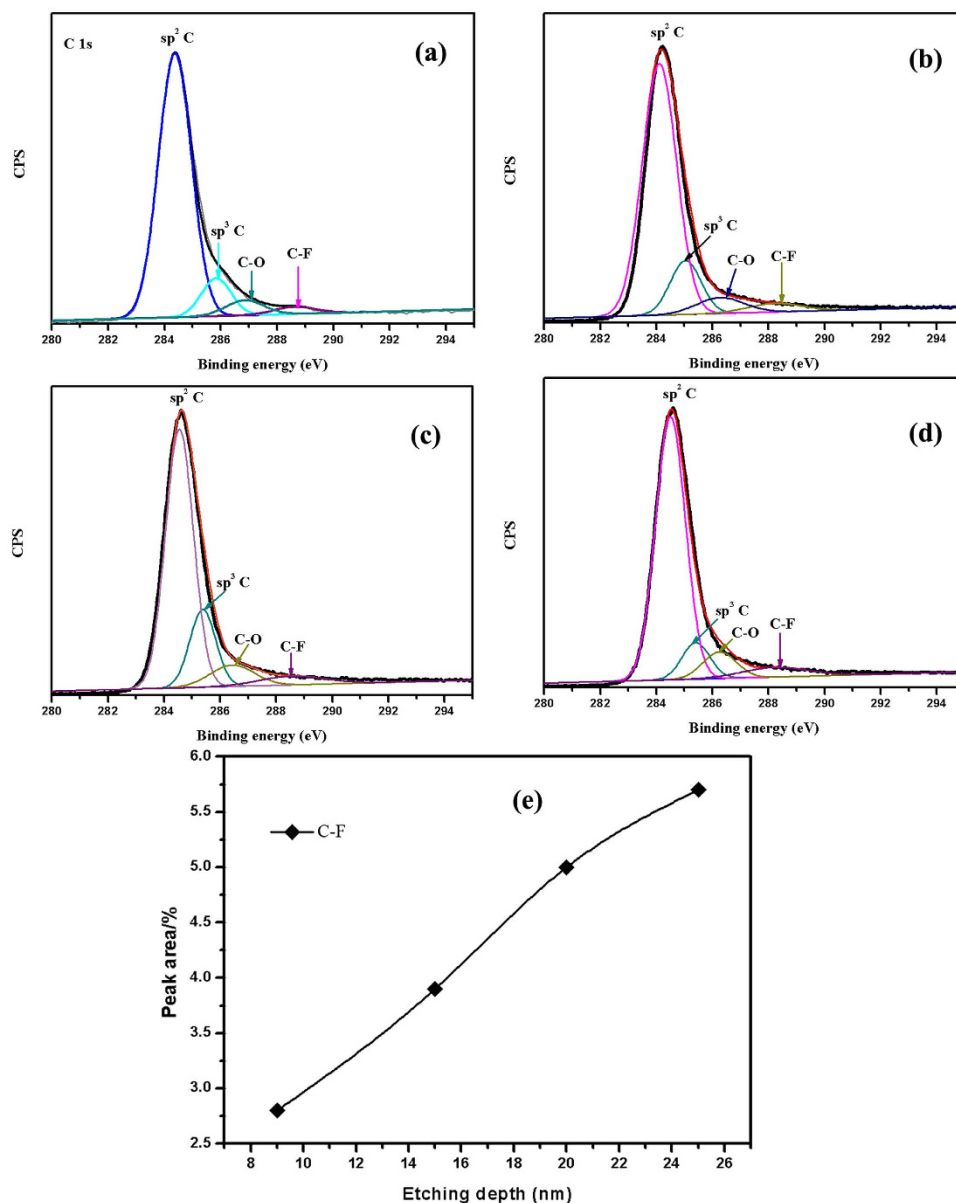 C 1s
sp² C
(a)
sp³ C
C-O
C-F
CPS
280 282 284 286 288 290 292 294
Binding energy (eV)
sp² C
(b)
sp³ C
C-O
C-F
CPS
280 282 284 286 288 290 292 294
Binding energy (eV)
sp² C
(c)
sp³ C
C-O
C-F
CPS
280 282 284 286 288 290 292 294
Binding energy (eV)
sp² C
(d)
sp³ C
C-O
C-F
CPS
280 282 284 286 288 290 292 294
Binding energy (eV)
(e)
C-F
6.0
5.5
5.0
4.5
4.0
3.5
3.0
2.5
Peak area/%
8 10 12 14 16 18 20 22 24 26
Etching depth (nm)